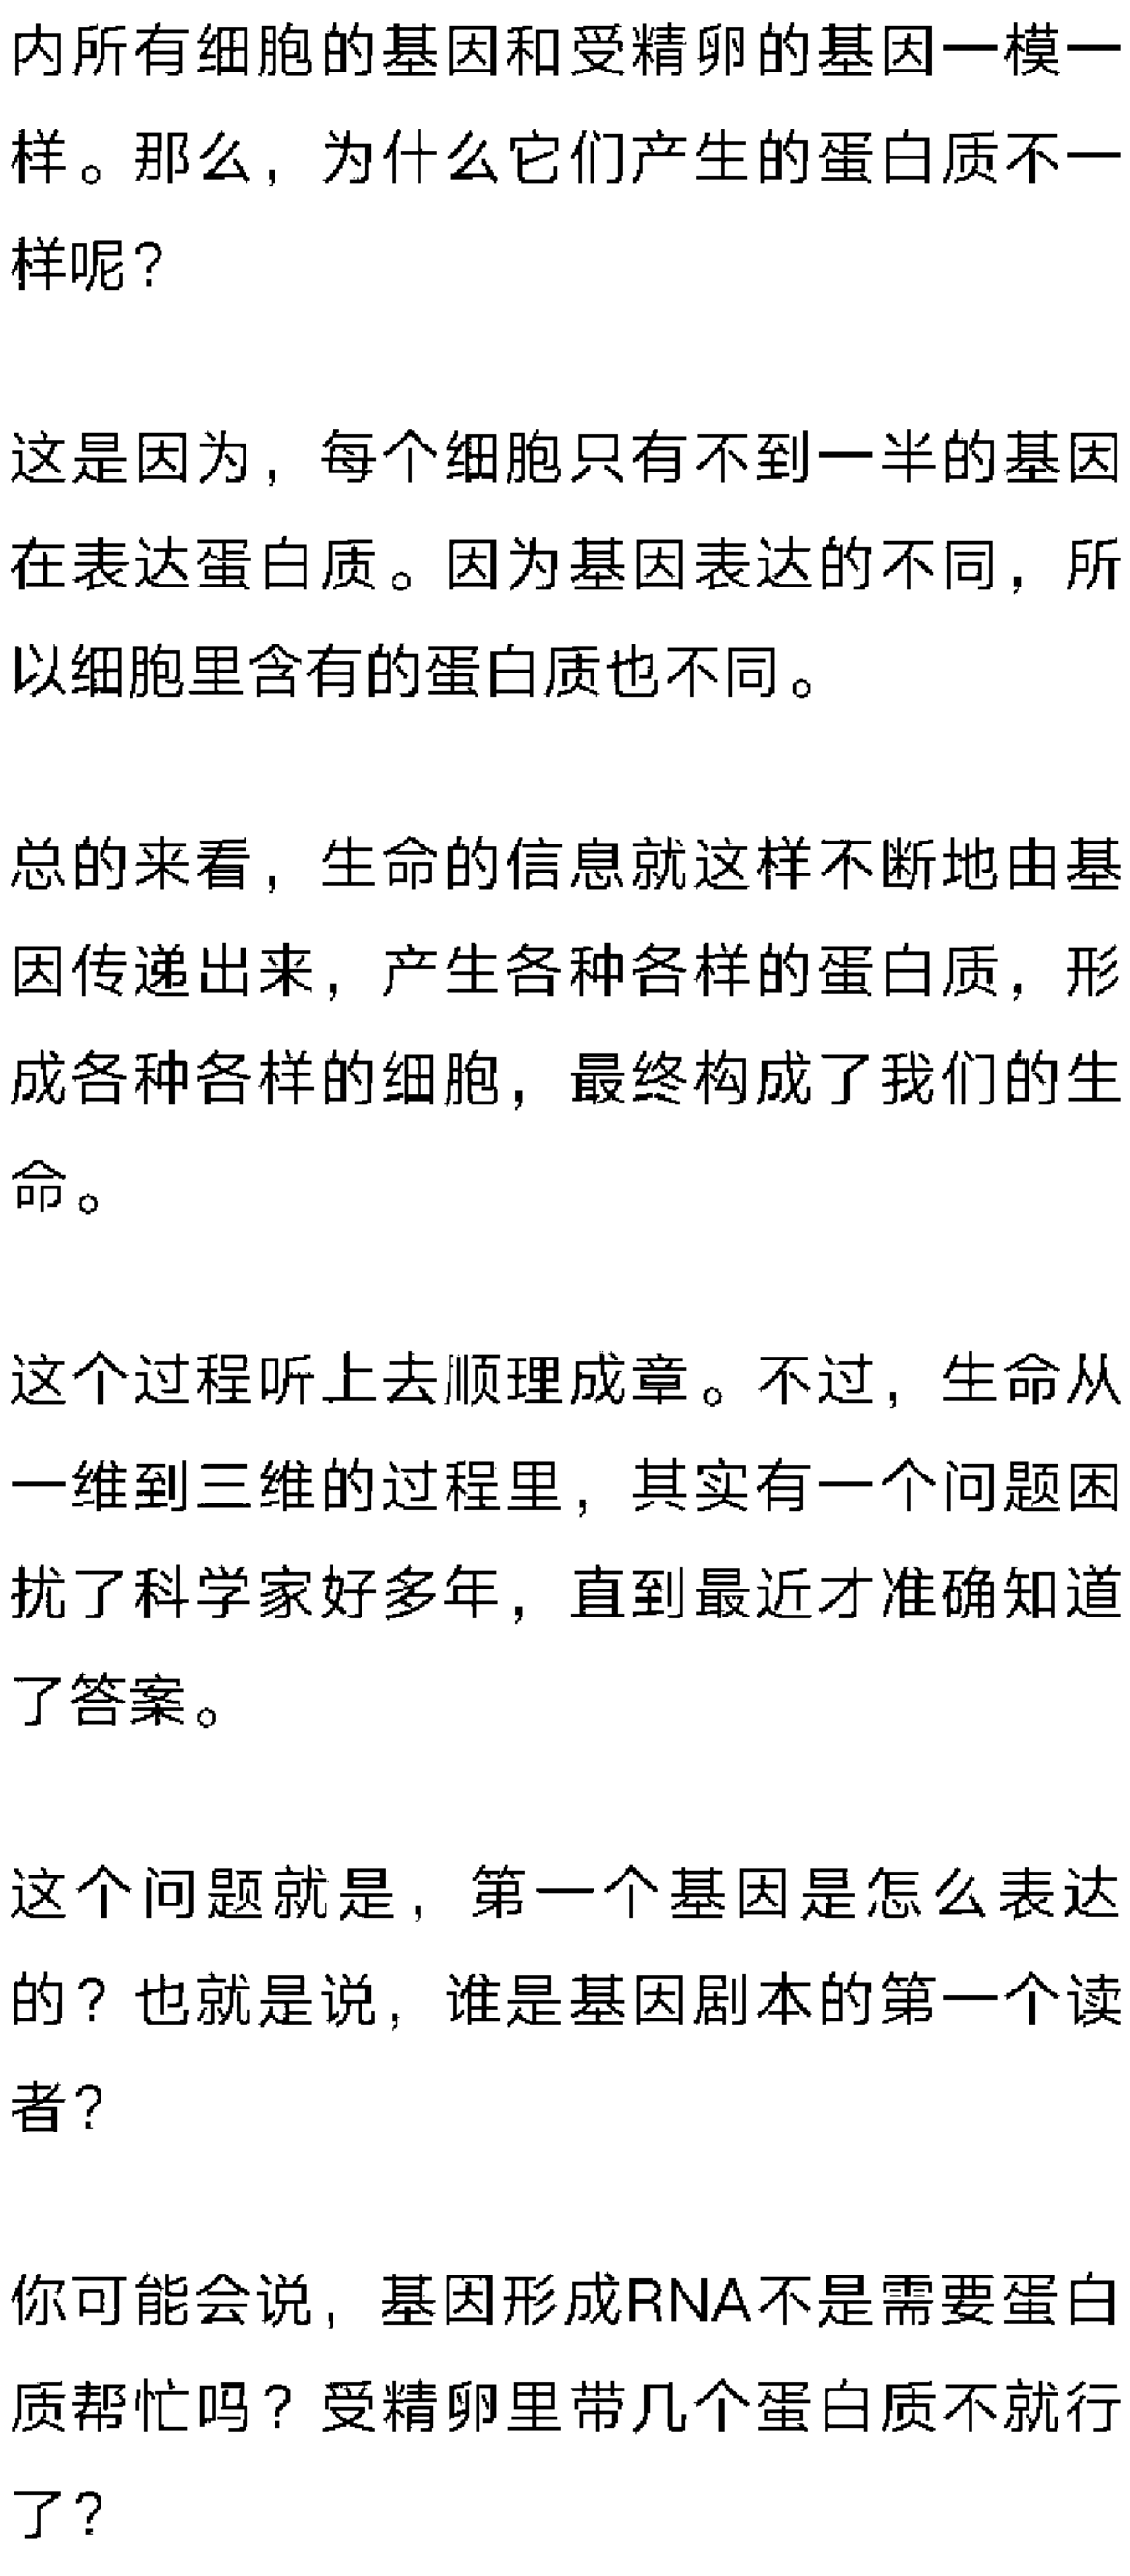 内所有细胞的基因和受精卵的基因一模一
样。那么，为什么它们产生的蛋白质不一
样呢？
这是因为，每个细胞只有不到一半的基因
在表达蛋白质。因为基因表达的不同，所
以细胞里含有的蛋白质也不同。
总的来看，生命的信息就这样不断地由基
因传递出来，产生各种各样的蛋白质，形
成各种各样的细胞，最终构成了我们的生
命。
这个过程听上去顺理成章。不过，生命从
一维到三维的过程里，其实有一个问题困
扰了科学家好多年，直到最近才准确知道
了答案。
这个问题就是，第一个基因是怎么表达
的？也就是说，谁是基因剧本的第一个读
者？
你可能会说，基因形成RNA不是需要蛋白
质帮忙吗？受精卵里带几个蛋白质不就行
了？